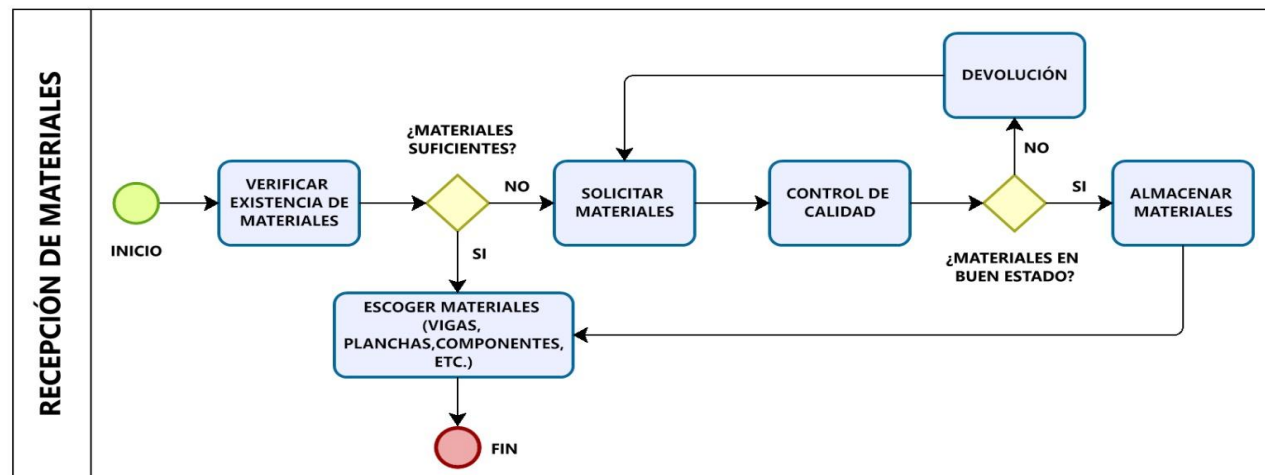 RECEPCIÓN DE MATERIALES
INICIO
VERIFICAR
EXISTENCIA DE
MATERIALES
¿MATERIALES
SUFICIENTES?
NO
SI
SOLICITAR
MATERIALES
CONTROL DE
CALIDAD
¿MATERIALES EN
BUEN ESTADO?
NO
DEVOLUCIÓN
SI
ALMACENAR
MATERIALES
ESCOGER MATERIALES
(VIGAS,
PLANCHAS,COMPONENTES,
ETC.)
FIN